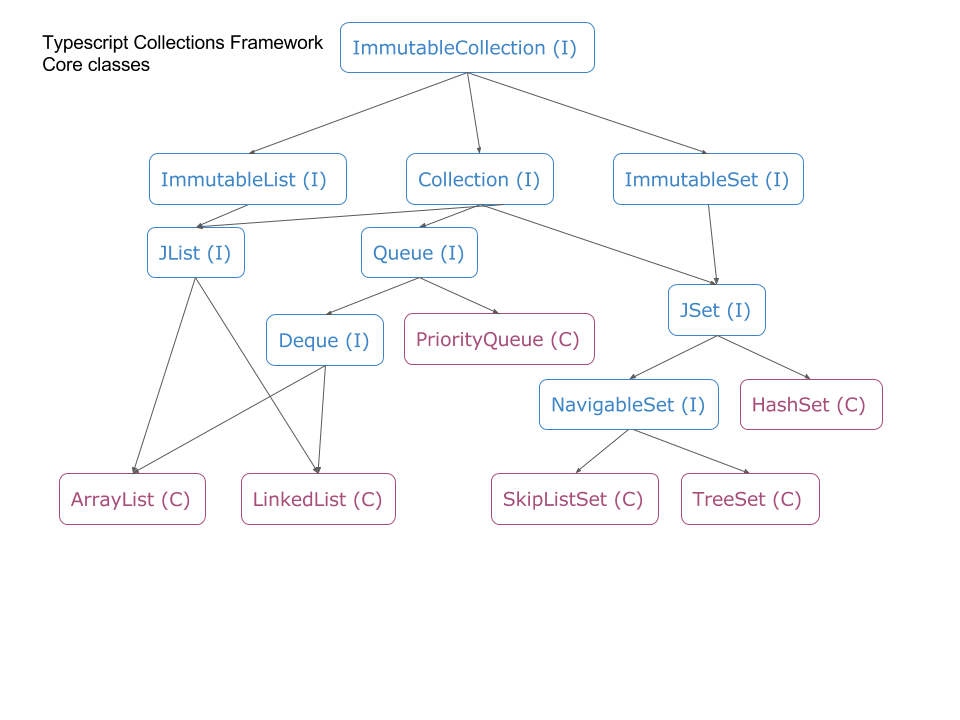 Typescript Collections Framework
Core classes
ImmutableCollection (I)
ImmutableList (I)
Collection (I)
ImmutableSet (I)
JList (I)
Queue (I)
JSet (I)
Deque (I)
PriorityQueue (C)
NavigableSet (I)
HashSet (C)
ArrayList (C)
LinkedList (C)
SkipListSet (C)
TreeSet (C)